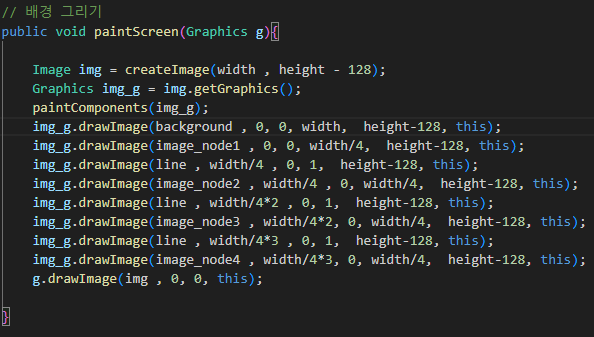 // 배경 그리기
public void paintScreen(Graphics g){
Image img = createImage(width , height - 128);
Graphics img_g = img.getGraphics();
paintComponents(img_g);
img_g.drawImage(background , 0, 0, width,  height-128, this);
img_g.drawImage(image_node1 , 0, 0, width/4,  height-128, this);
img_g.drawImage(line , width/4 , 0, 1,  height-128, this);
img_g.drawImage(image_node2 , width/4 , 0, width/4,  height-128, this);
img_g.drawImage(line , width/4*2 , 0, 1,  height-128, this);
img_g.drawImage(image_node3 , width/4*2, 0, width/4,  height-128, this);
img_g.drawImage(line , width/4*3 , 0, 1,  height-128, this);
img_g.drawImage(image_node4 , width/4*3, 0, width/4,  height-128, this);
g.drawImage(img , 0, 0, this);
}